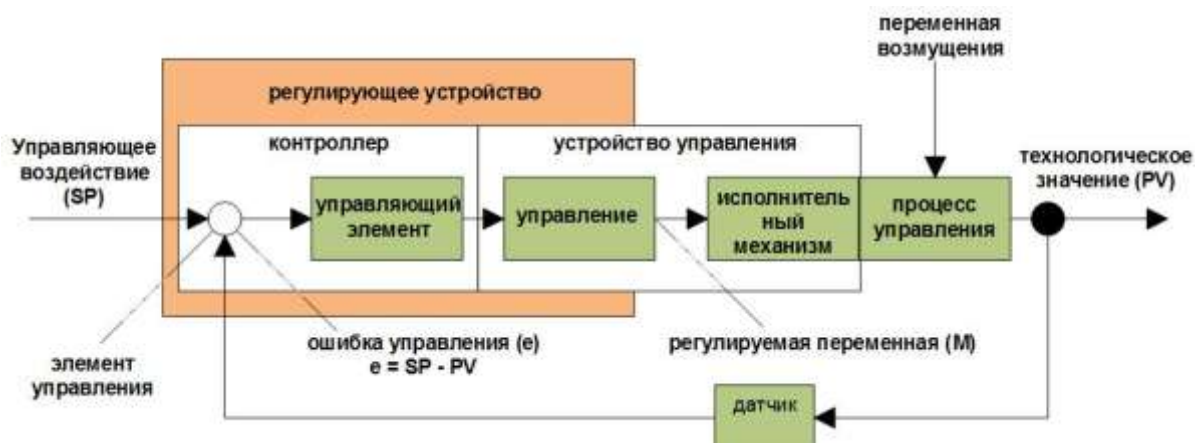 переменная
возмущения
регулирующее устройство
Управляющее
воздействие
(SP)
контроллер
устройство управления
технологическое
значение (PV)
управляющий
элемент
управление
исполнитель
ный
механизм
процесс
управления
элемент
управления
ошибка управления (e)
e = SP - PV
регулируемая переменная (M)
датчик